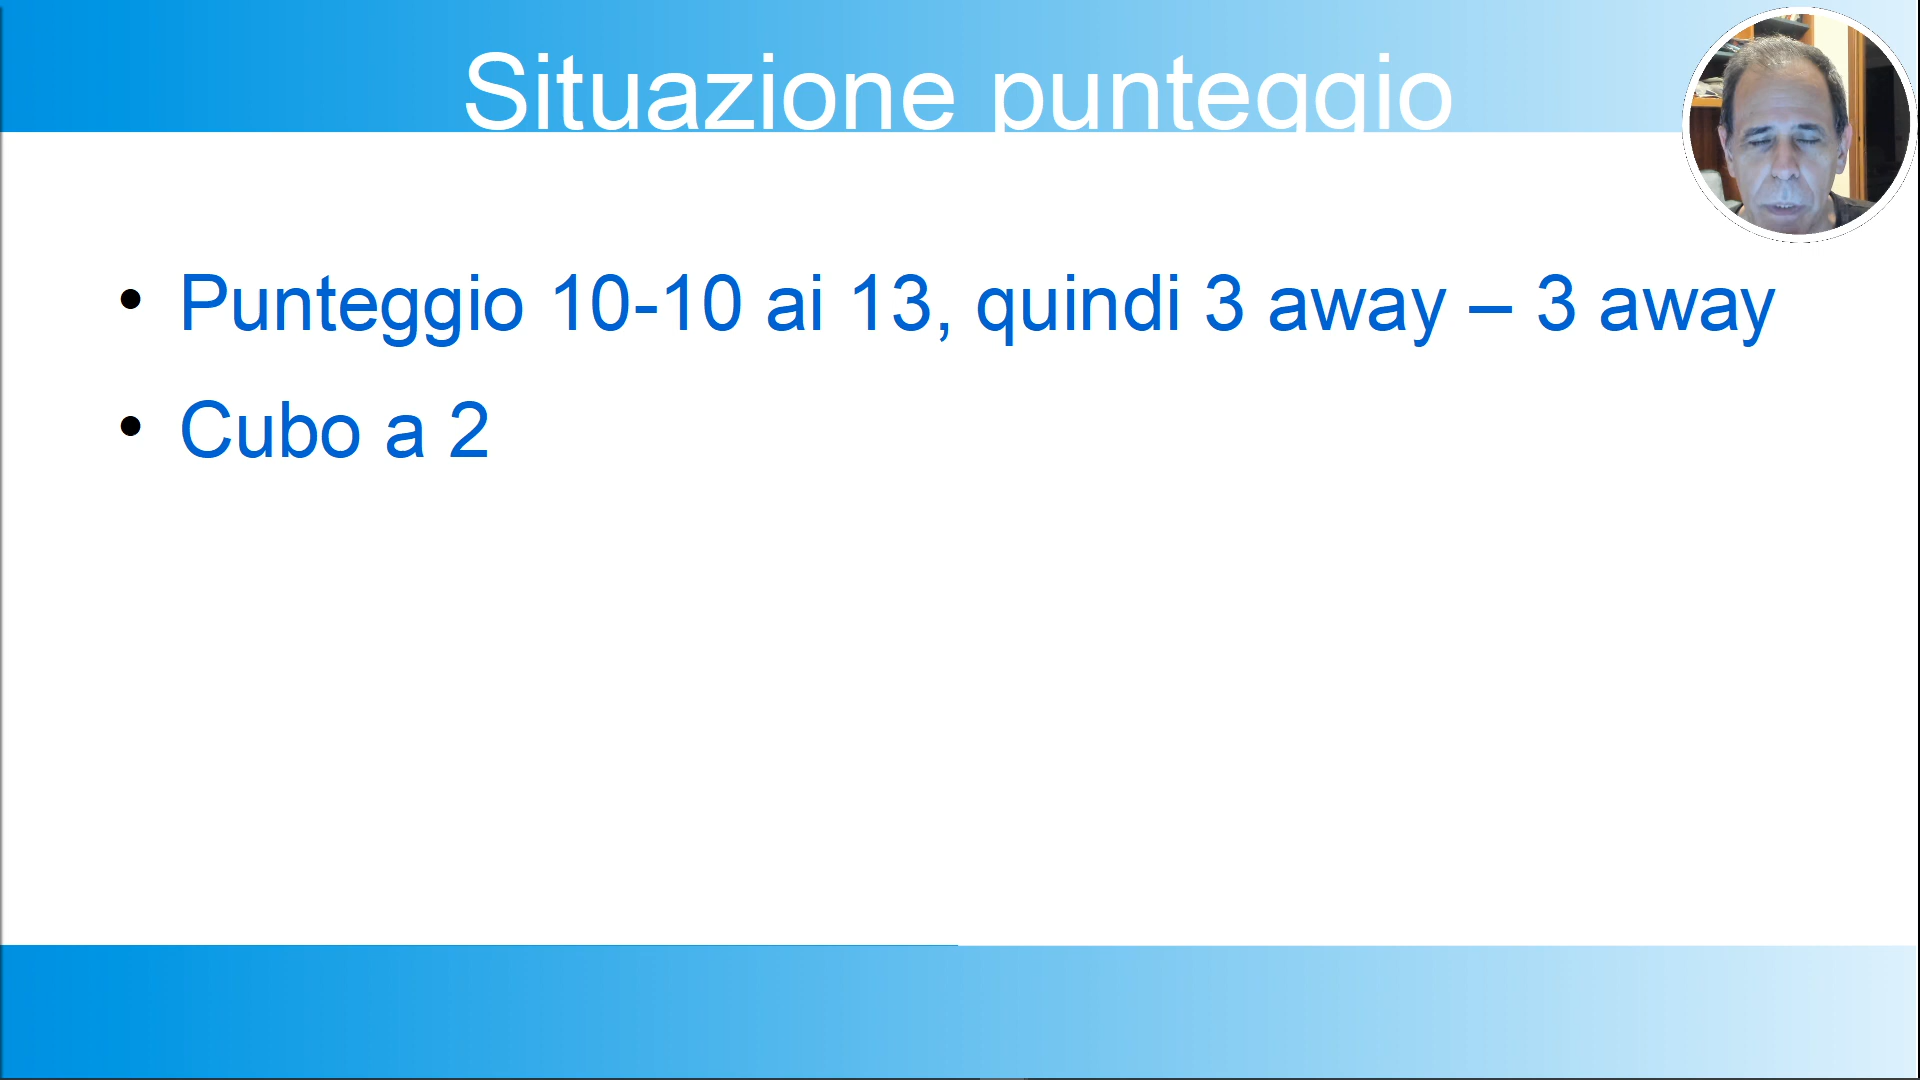 Situazione punteggio
Punteggio 10-10 ai 13, quindi 3 away – 3 away
Cubo a 2